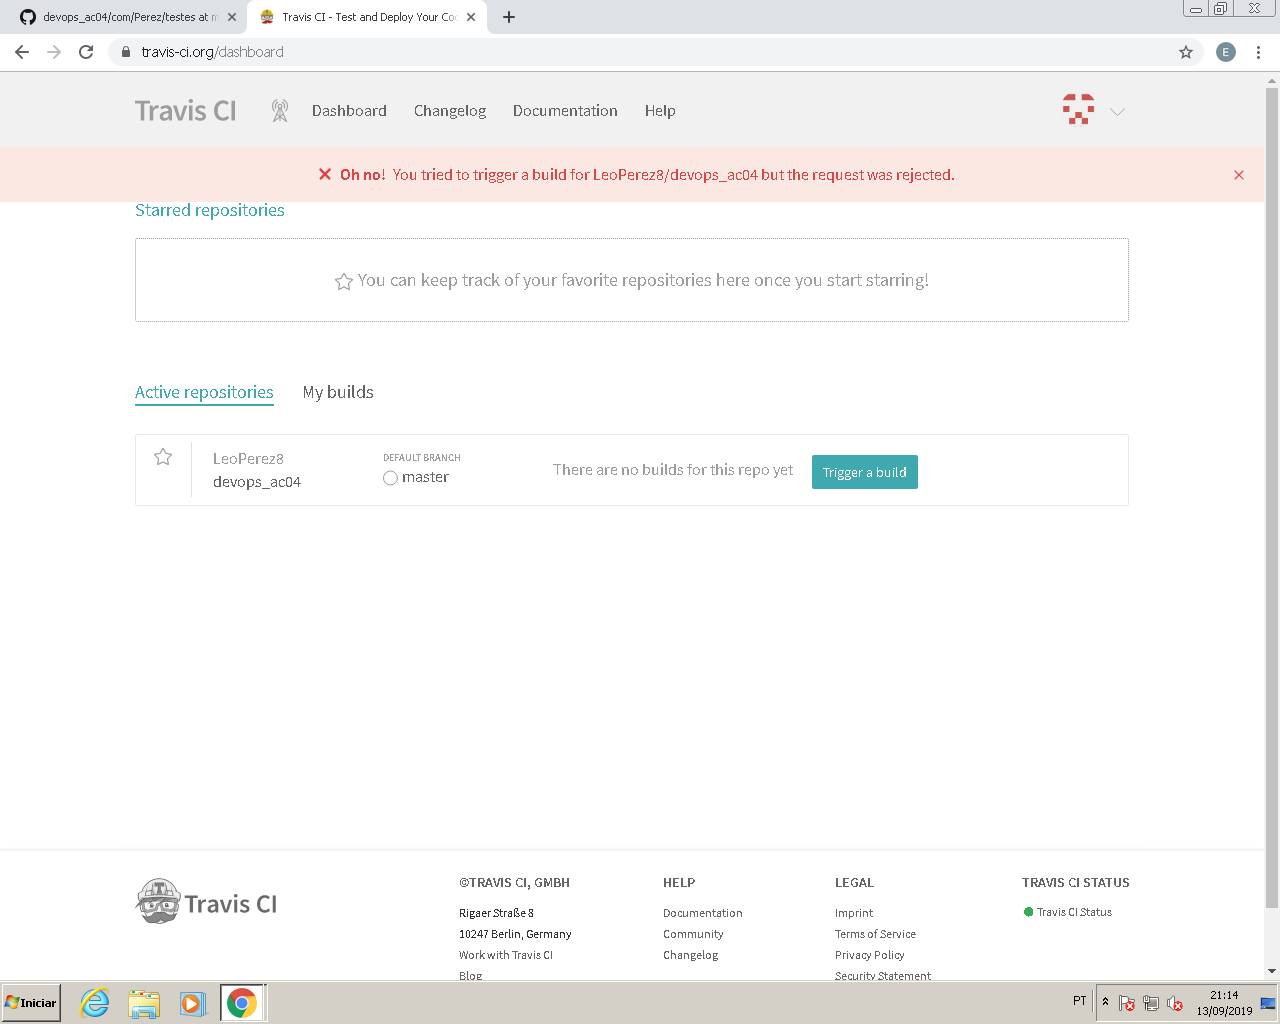 devops_ac04/com/Perez/testes at m
Travis CI - Test and Deploy Your Co
travis-ci.org/dashboard
E
Travis CI
Dashboard
Changelog
Documentation
Help
Oh no! You tried to trigger a build for LeoPerez8/devops_ac04 but the request was rejected.
Starred repositories
You can keep track of your favorite repositories here once you start starring!
Active repositories
My builds
LeoPerez8
devops_ac04
DEFAULT BRANCH
master
There are no builds for this repo yet
Trigger a build
Travis CI
©TRAVIS CI, GMBH
Rigaer Straße 8
10247 Berlin, Germany
Work with Travis CI
Blog
HELP
Documentation
Community
Changelog
LEGAL
Imprint
Terms of Service
Privacy Policy
Security Statement
TRAVIS CI STATUS
Travis CI Status
Iniciar
PT
21:14
13/09/2019